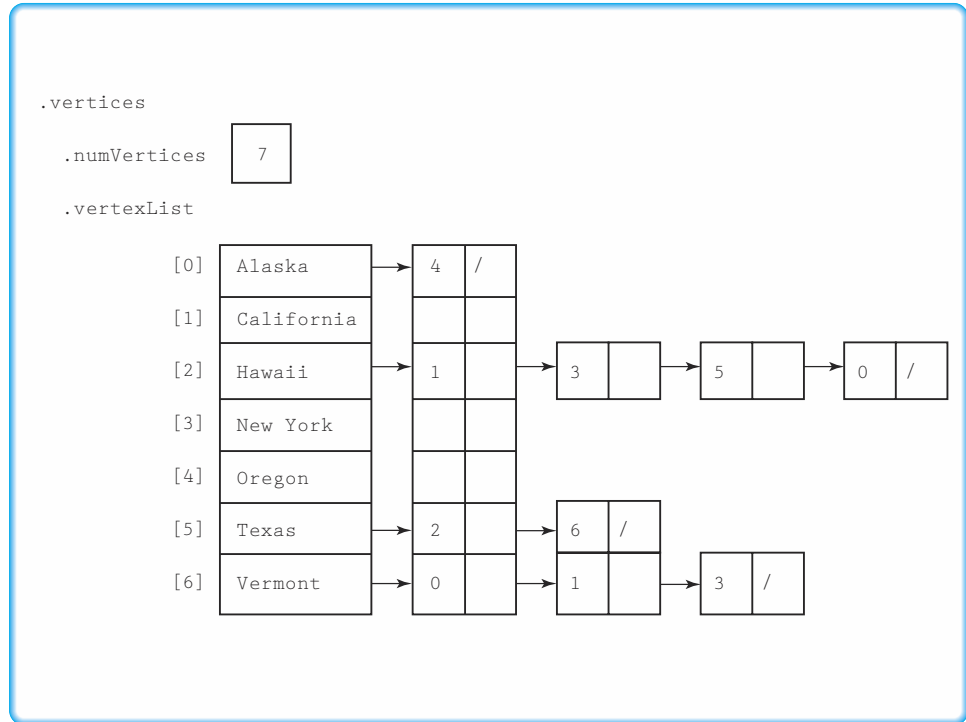 .vertices
.numVertices 7
.vertexList
[0] Alaska 4 /
[1] California
[2] Hawaii 1 3 5 0 /
[3] New York
[4] Oregon
[5] Texas 2 6 /
[6] Vermont 0 1 3 /